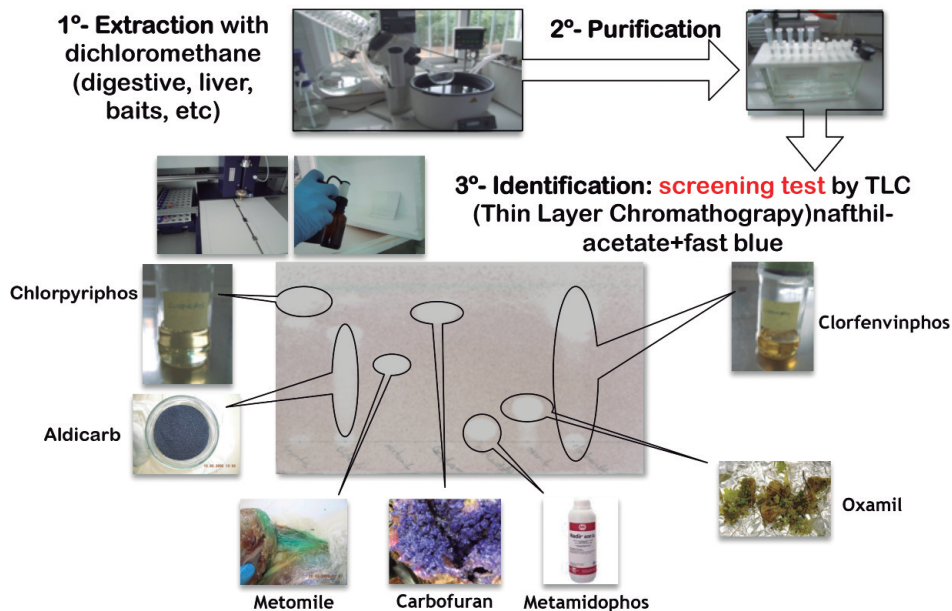 1º- Extraction with
dichloromethane
(digestive, liver,
baits, etc)
2º- Purification
3º- Identification: screening test by TLC
(Thin Layer Chromathograpy)nafthil-
acetate+fast blue
Chlorpyriphos
Clorfenvinphos
Aldicarb
Oxamil
Metomile
Carbofuran
Metamidophos